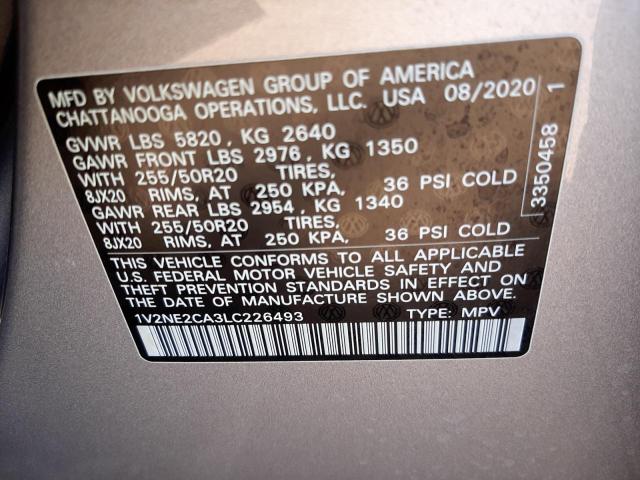 MFD BY VOLKSWAGEN GROUP OF AMERICA
CHATTANOOGA OPERATIONS, LLC. USA 08/2020
GVWR LBS 5820, KG 2640
GAWR FRONT LBS 2976, KG 1350
WITH 255/50R20 TIRES,
8JX20 RIMS, AT 250 KPA, 36 PSI COLD
GAWR REAR LBS 2954, KG 1340
WITH 255/50R20 TIRES,
8JX20 RIMS, AT 250 KPA, 36 PSI COLD
THIS VEHICLE CONFORMS TO ALL APPLICABLE
U.S. FEDERAL MOTOR VEHICLE SAFETY AND
THEFT PREVENTION STANDARDS IN EFFECT ON
THE DATE OF MANUFACTURE SHOWN ABOVE.
1V2NE2CA3LC226493 TYPE: MPV
3350458 1